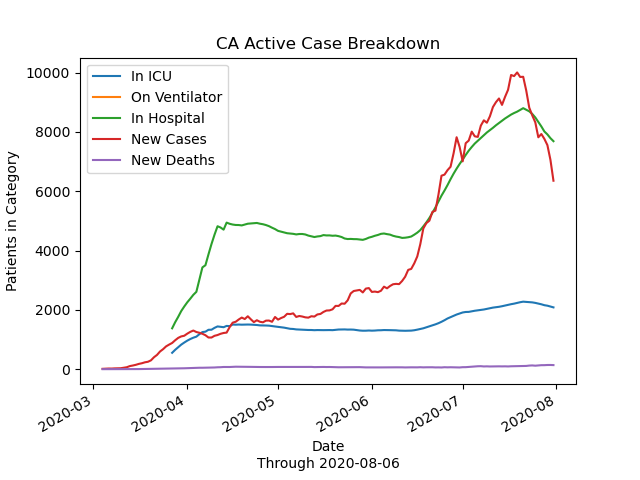 CA Active Case Breakdown
In ICU
On Ventilator
In Hospital
New Cases
New Deaths
Patients in Category
10000
8000
6000
4000
2000
0
2020-03
2020-04
2020-05
2020-06
2020-07
2020-08
Date
Through 2020-08-06